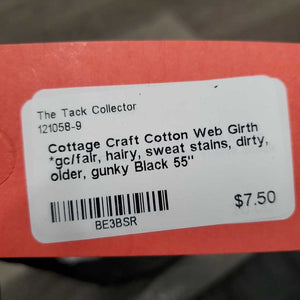 The Tack Collector
121058-9
Cottage Craft Cotton Web Girth
*gc/fair, hairy, sweat stains, dirty,
older, gunky Black 55"
$7.50
BE3BSR